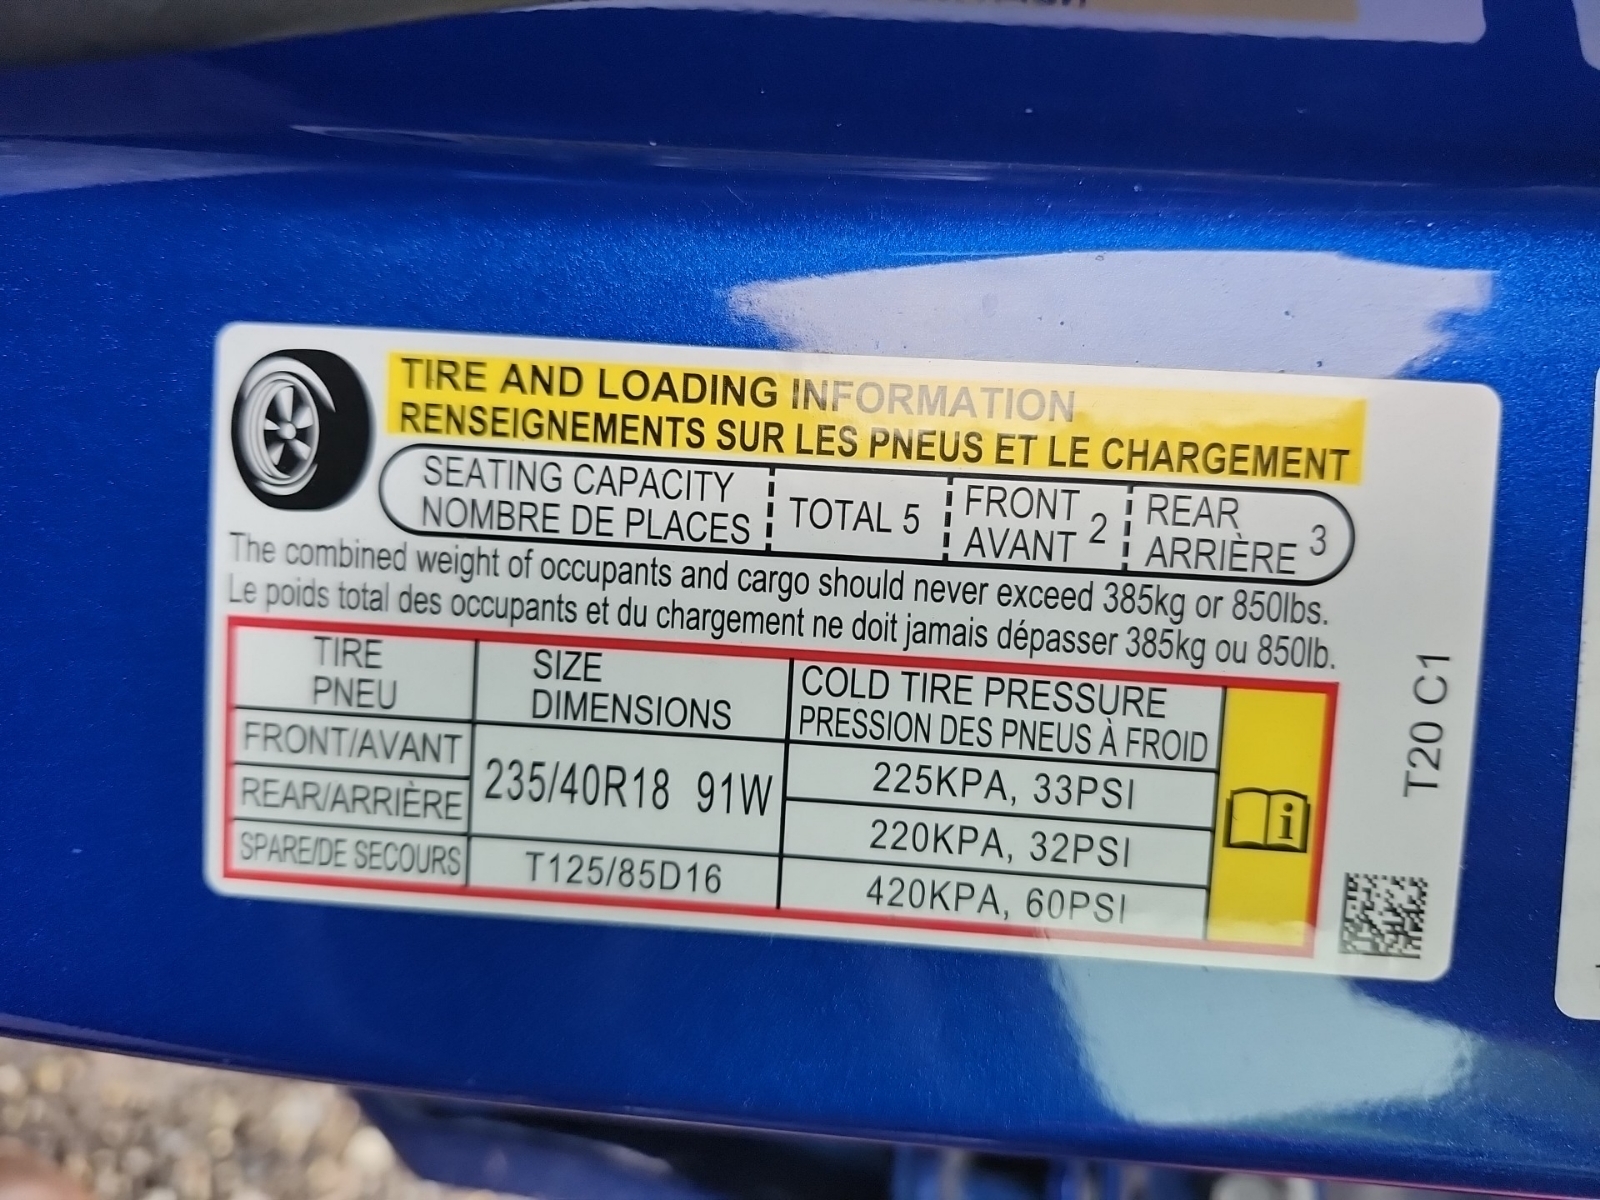 TIRE AND LOADING INFORMATION
RENSEIGNEMENTS SUR LES PNEUS ET LE CHARGEMENT
SEATING CAPACITY
NOMBRE DE PLACES
TOTAL 5
FRONT
AVANT 2
REAR
ARRIÈRE 3
The combined weight of occupants and cargo should never exceed 385kg or 850lbs.
Le poids total des occupants et du chargement ne doit jamais dépasser 385kg ou 850lb.
TIRE
PNEU
SIZE
DIMENSIONS
COLD TIRE PRESSURE
PRESSION DES PNEUS À FROID
FRONT/AVANT
235/40R18 91W
225KPA, 33PSI
REAR/ARRIÈRE
220KPA, 32PSI
SPARE/DE SECOURS
T125/85D16
420KPA, 60PSI
T20 C1